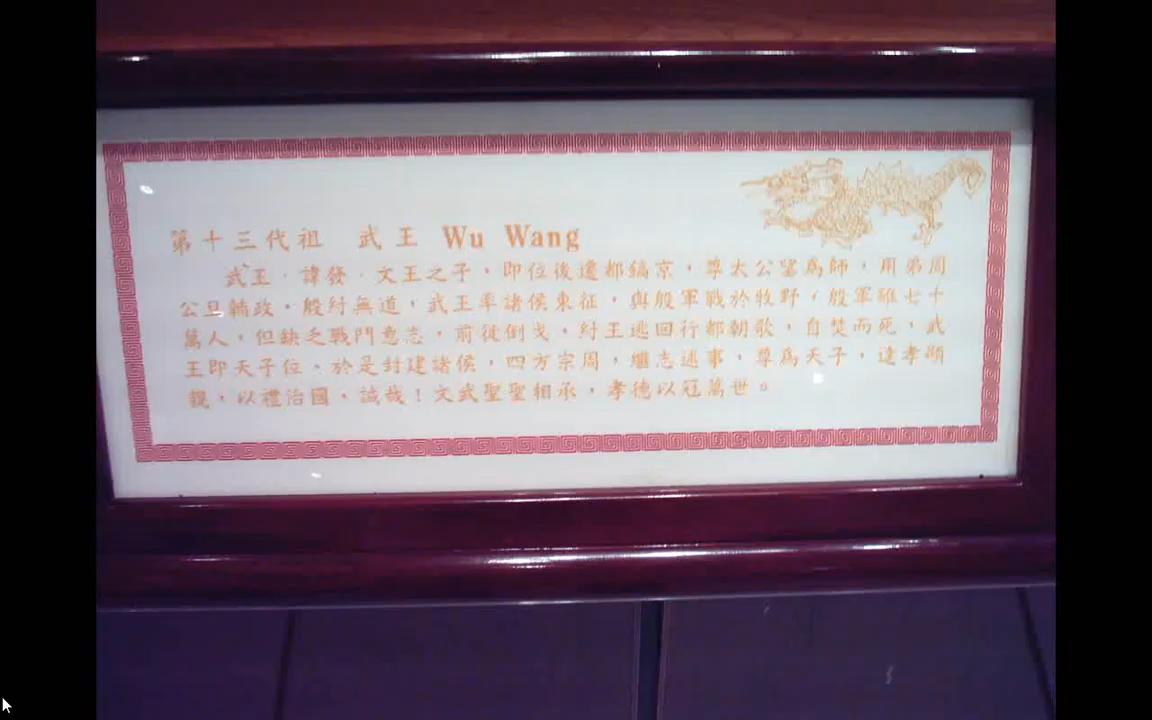 第十三代祖 武王 Wu Wang
武王，諱發，文王之子，即位後遷都鎬京，尊太公望為師，用弟周
公旦輔政。殷紂無道，武王率諸侯東征，與殷軍戰於牧野，殷軍雖七十
萬人，但缺乏戰鬥意志，前徒倒戈，紂王逃回行都朝歌，自焚而死，武
王即天子位。於是封建諸侯，四方宗周，繼志述事，尊為天子，達孝顯
親，以禮治國。誠哉！文武聖聖相承，孝德以冠萬世。